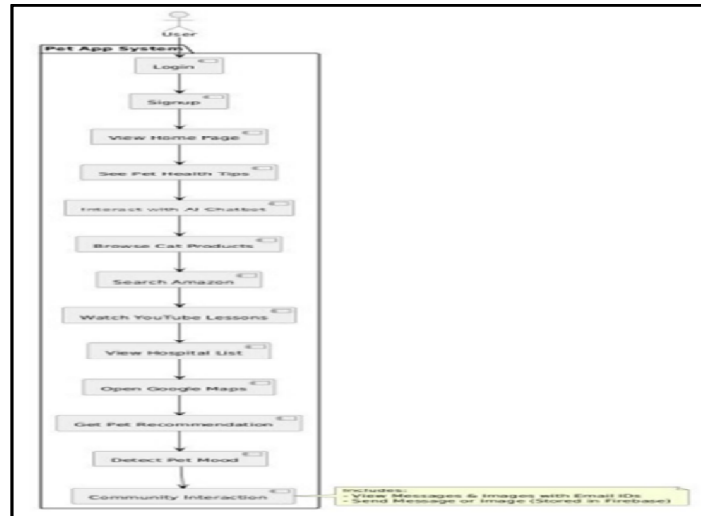 User
Pet App System
Login
Signup
View Home Page
See Pet Health Tips
Interact with AI Chatbot
Browse Cat Products
Search Amazon
Watch YouTube Lessons
View Hospital List
Open Google Maps
Get Pet Recommendation
Detect Pet Mood
Community Interaction
Includes:
- View Messages & Images with Email IDs
- Send Message or Image (Stored in Firebase)